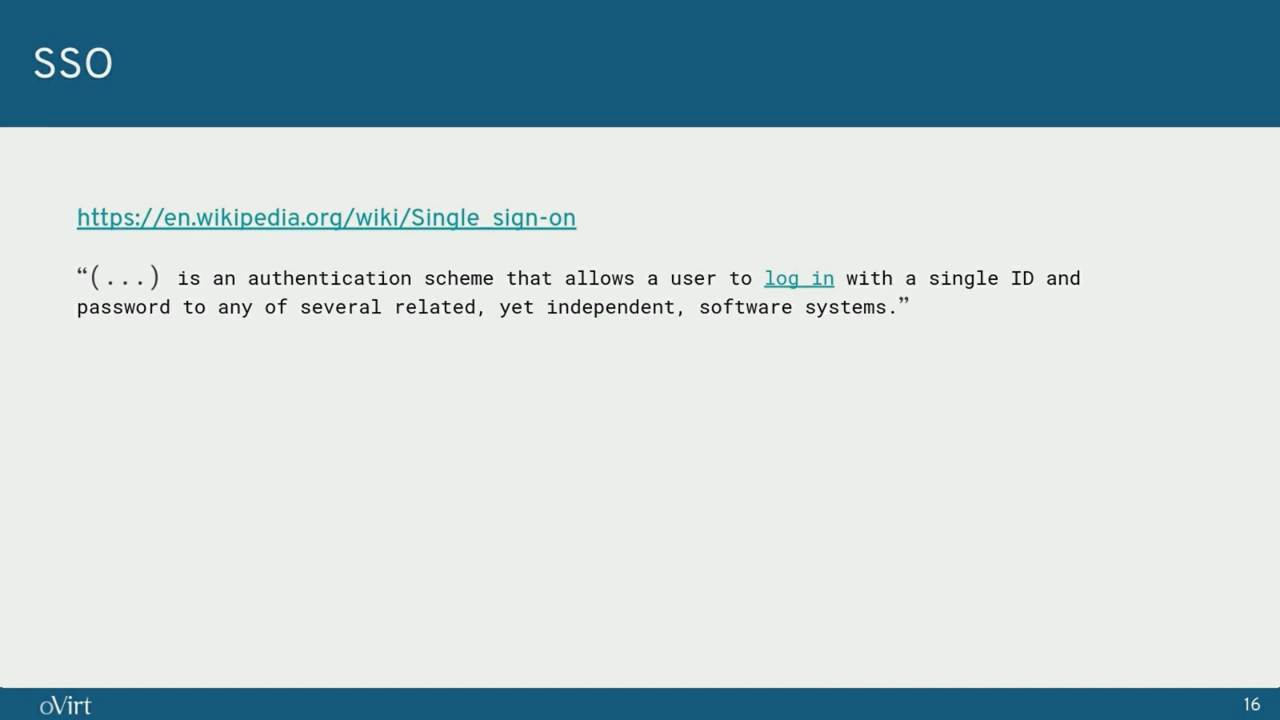 SSO
https://en.wikipedia.org/wiki/Single_sign-on
“(...) is an authentication scheme that allows a user to log in with a single ID and
password to any of several related, yet independent, software systems.”
oVirt
16